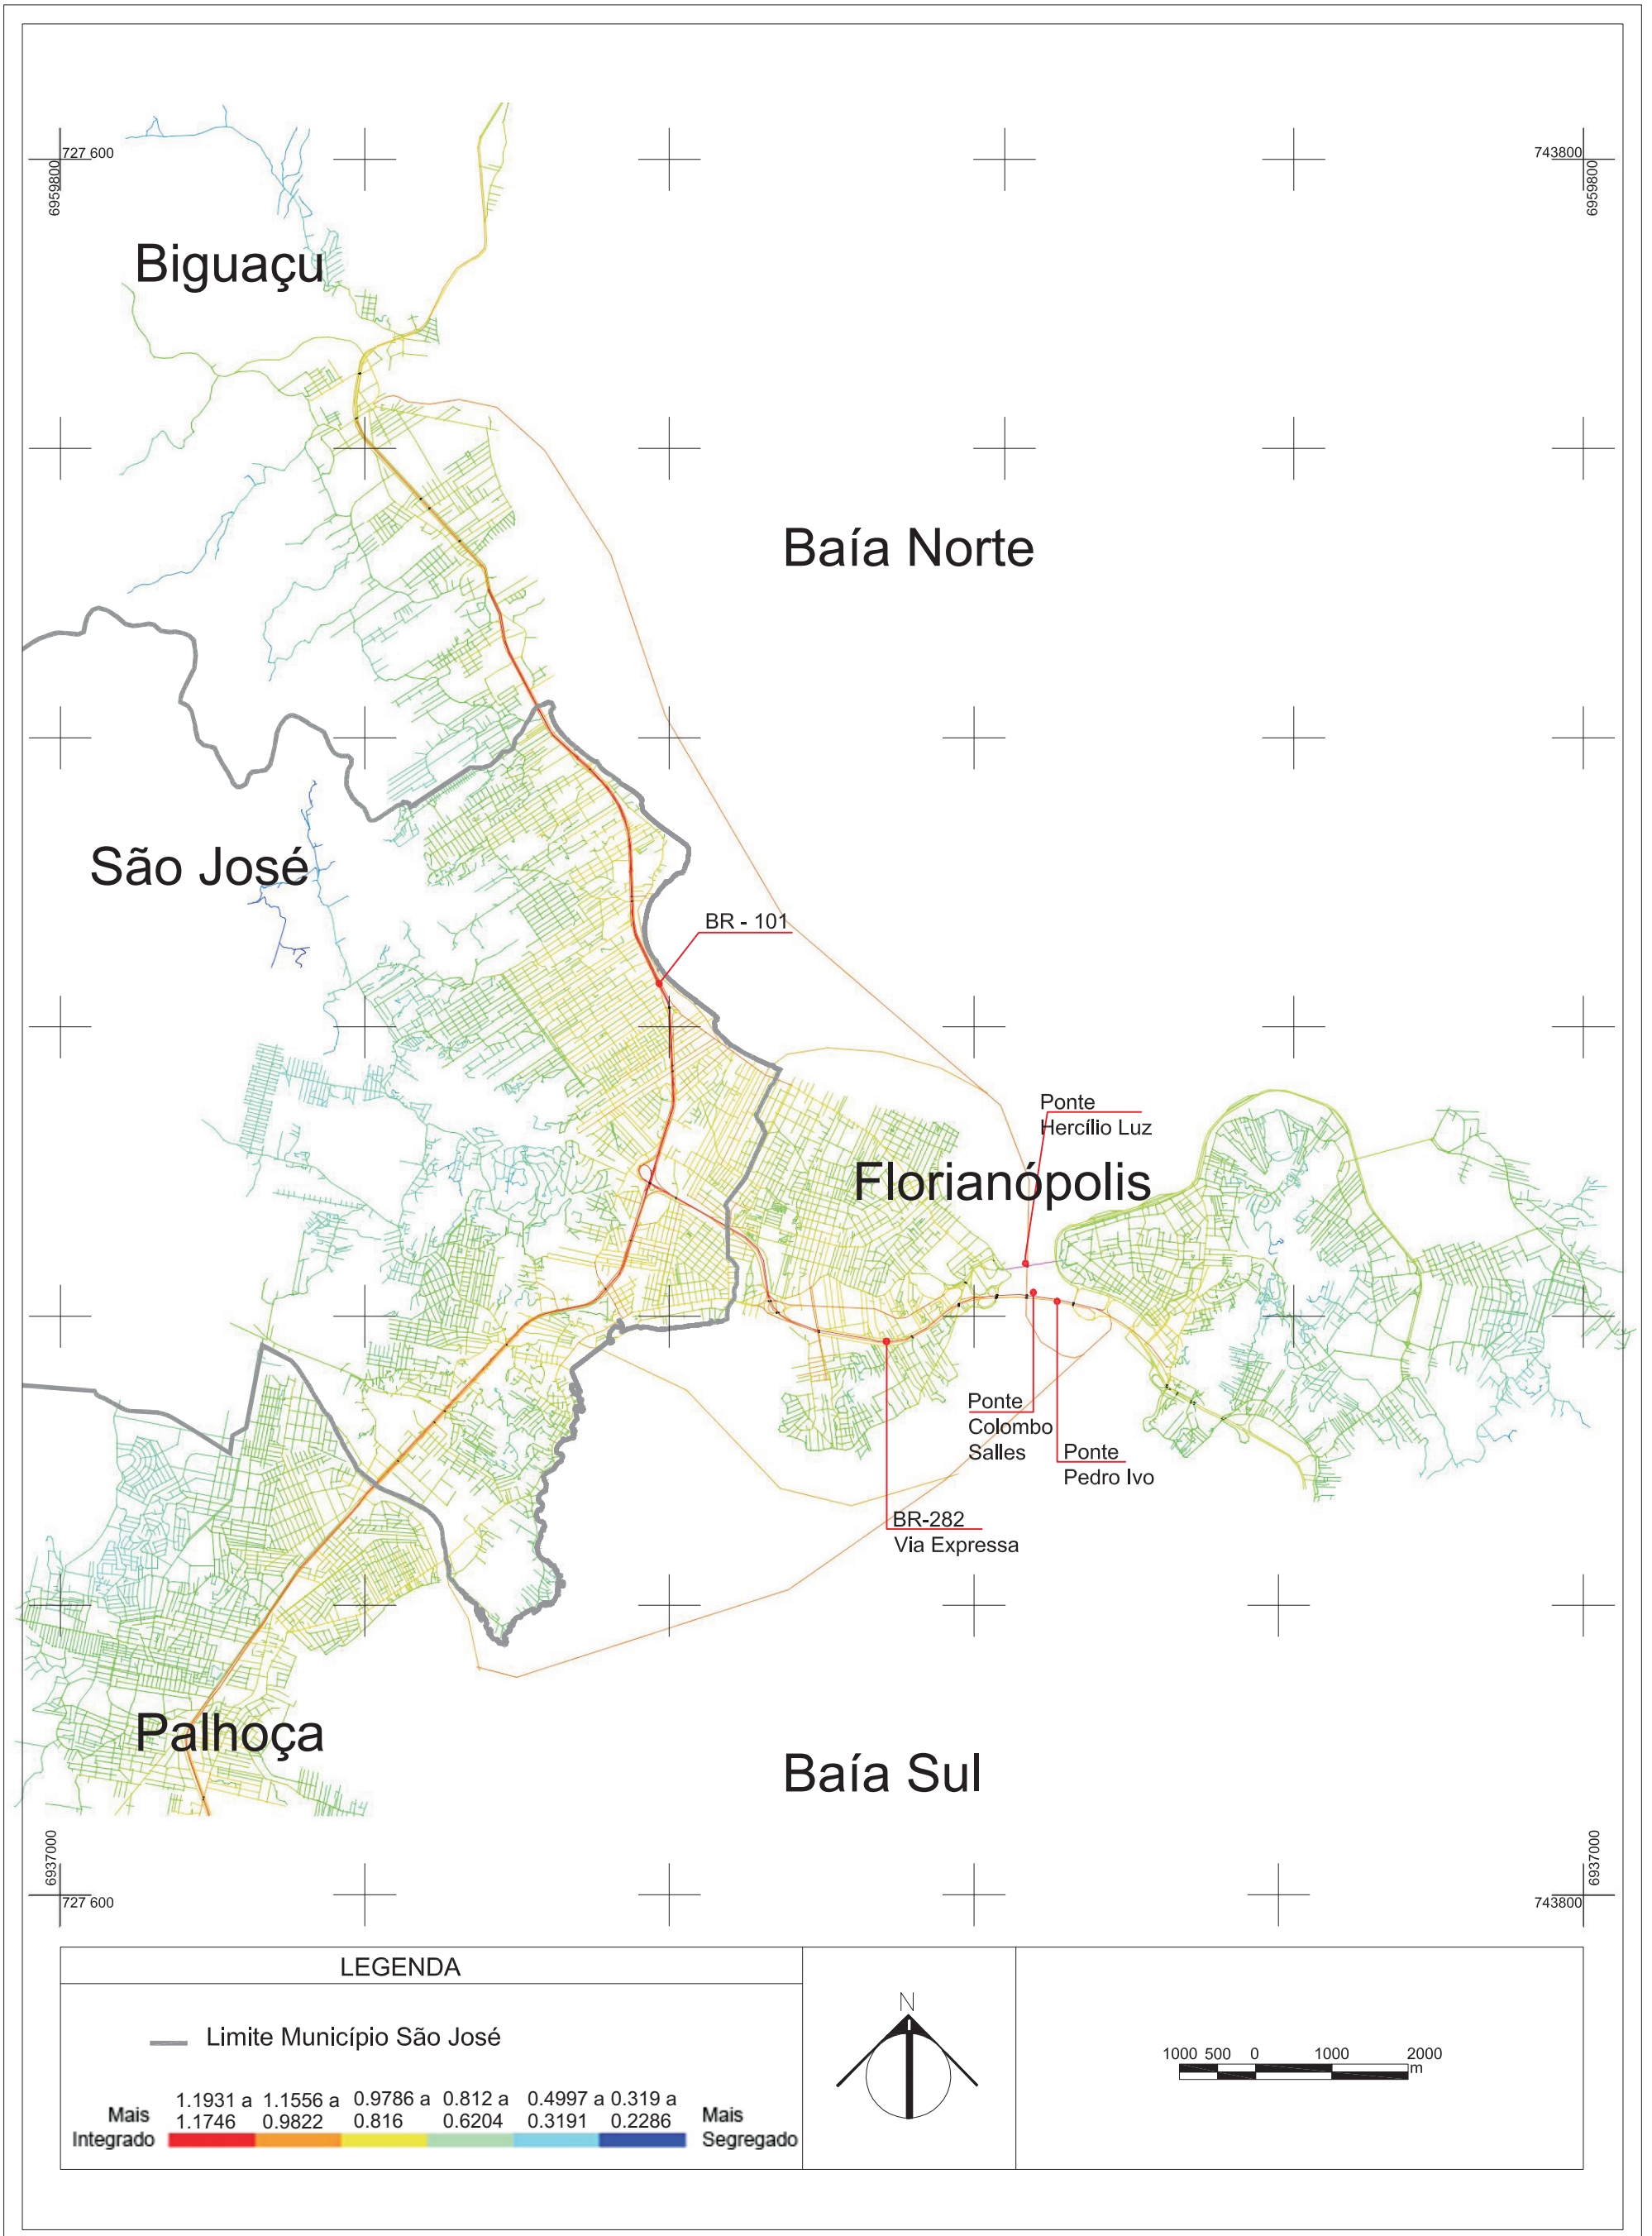 727 600
743800
6959800
6959800
Biguaçu
Baía Norte
São José
BR - 101
Ponte
Hercílio Luz
Florianópolis
Ponte
Colombo
Salles
Ponte
Pedro Ivo
BR-282
Via Expressa
Palhoça
Baía Sul
6937000
6937000
727 600
743800
LEGENDA
Limite Município São José
Mais
Integrado
1.1931 a
1.1746
1.1556 a
0.9822
0.9786 a
0.816
0.812 a
0.6204
0.4997 a
0.3191
0.319 a
0.2286
Mais
Segregado
N
1000 500 0 1000 2000
m